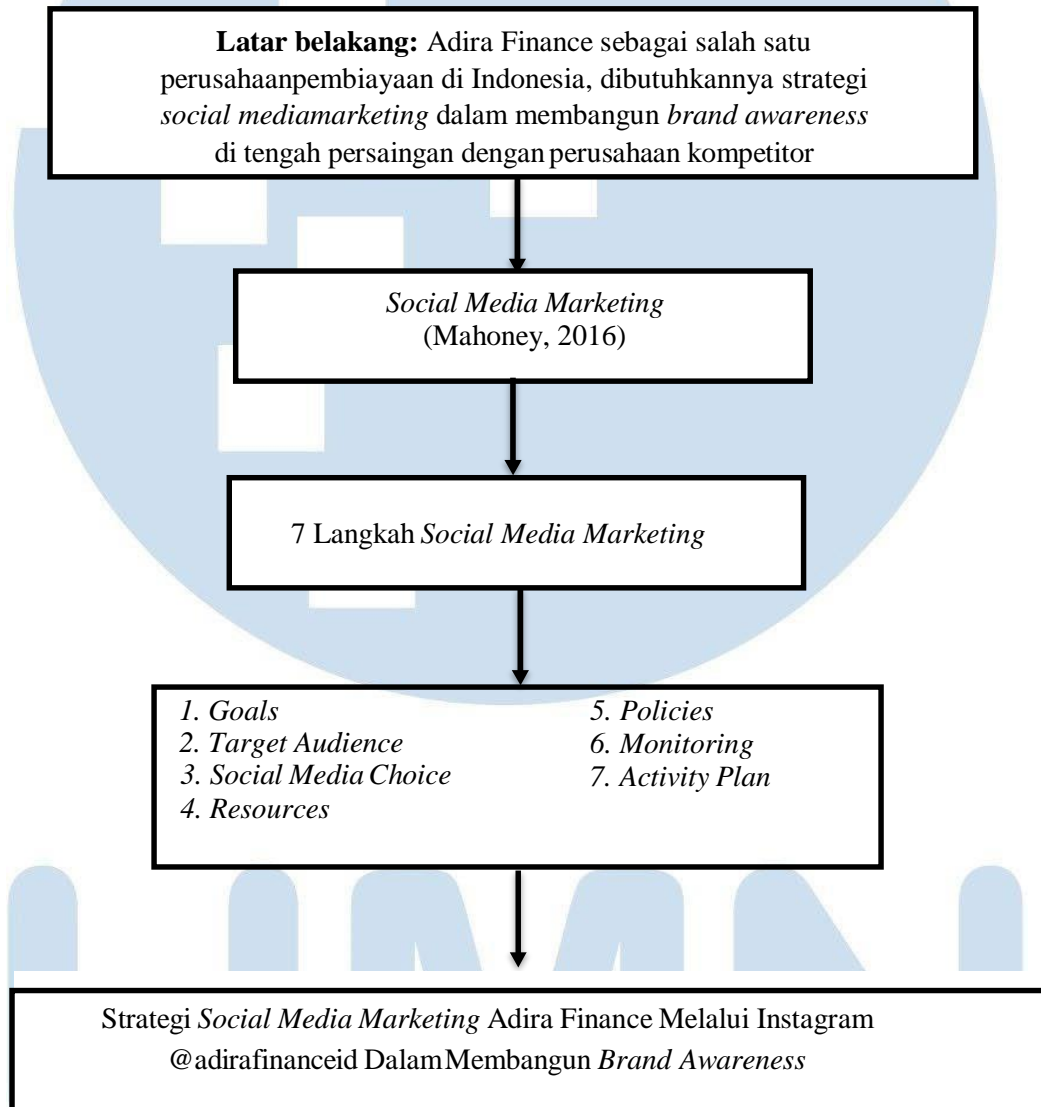 Latar belakang: Adira Finance sebagai salah satu
perusahaanpembiayaan di Indonesia, dibutuhkannya strategi
social mediamarketing dalam membangun brand awareness
di tengah persaingan dengan perusahaan kompetitor
Social Media Marketing
(Mahoney, 2016)
7 Langkah Social Media Marketing
1. Goals
2. Target Audience
3. Social Media Choice
4. Resources
5. Policies
6. Monitoring
7. Activity Plan
Strategi Social Media Marketing Adira Finance Melalui Instagram
@adirafinanceid Dalam Membangun Brand Awareness